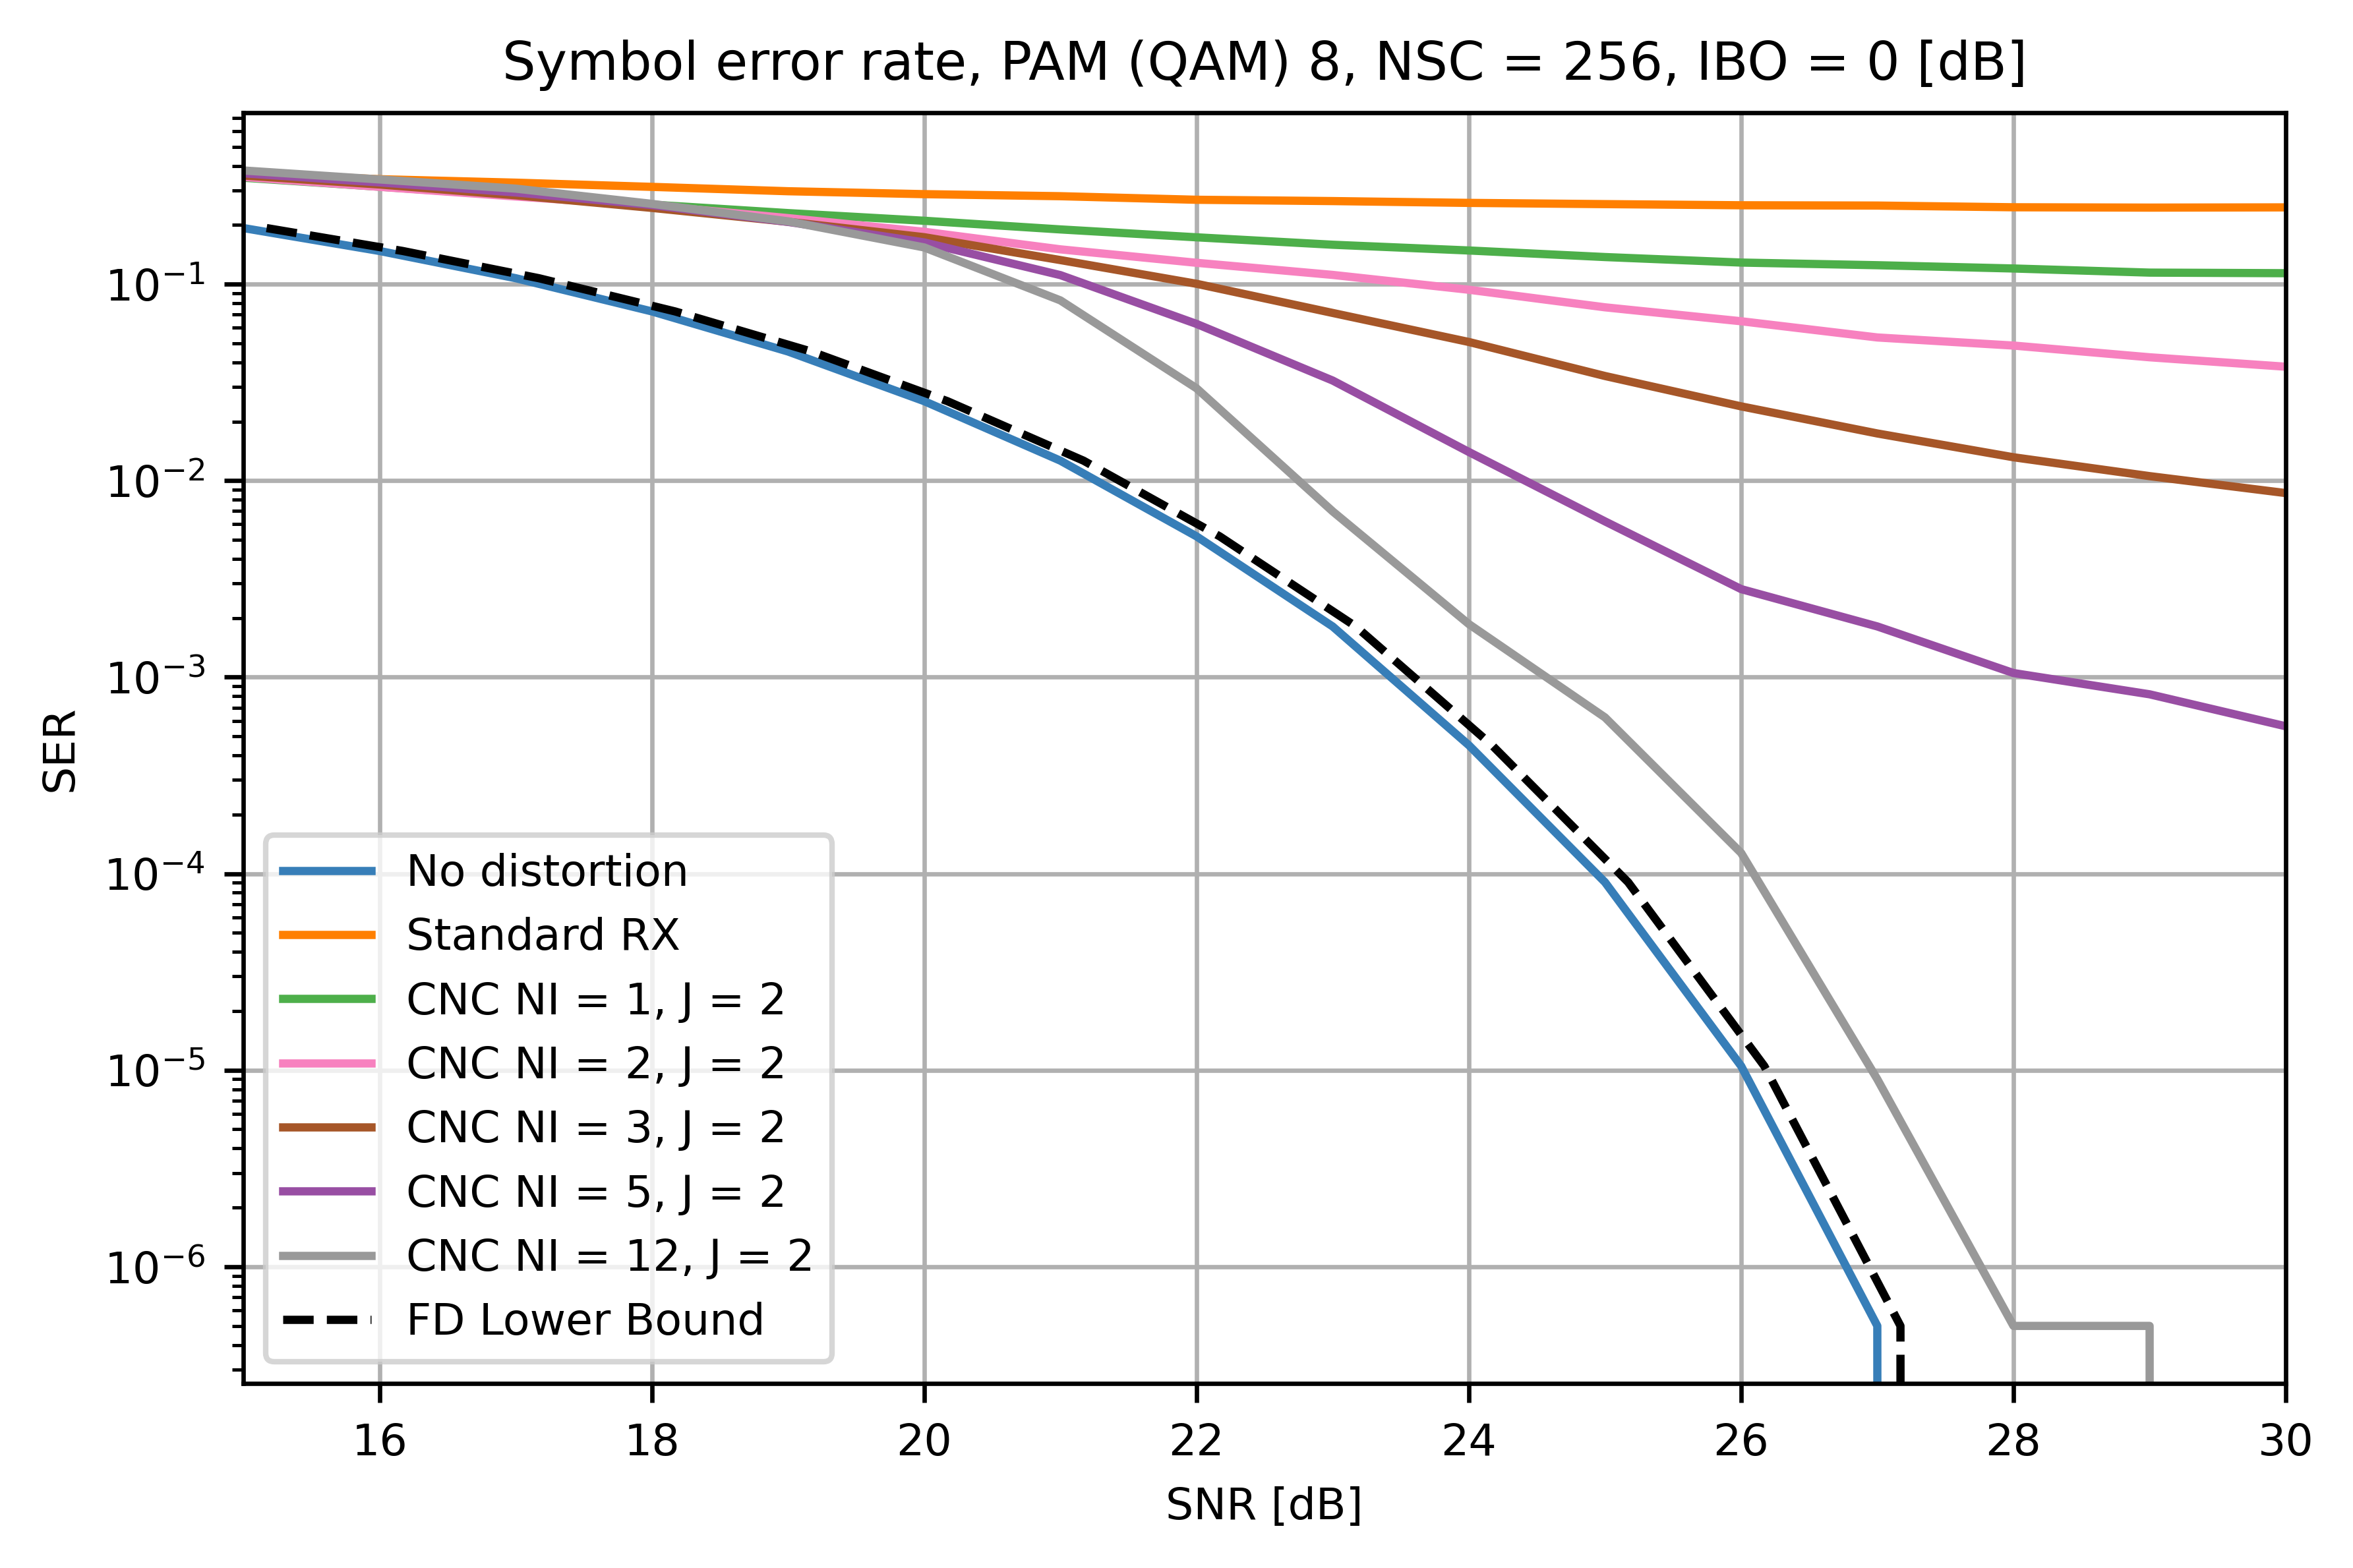 Symbol error rate, PAM (QAM) 8, NSC = 256, IBO = 0 [dB]
SER
10⁻¹
10⁻²
10⁻³
10⁻⁴
10⁻⁵
10⁻⁶
No distortion
Standard RX
CNC NI = 1, J = 2
CNC NI = 2, J = 2
CNC NI = 3, J = 2
CNC NI = 5, J = 2
CNC NI = 12, J = 2
FD Lower Bound
16 18 20 22 24 26 28 30
SNR [dB]